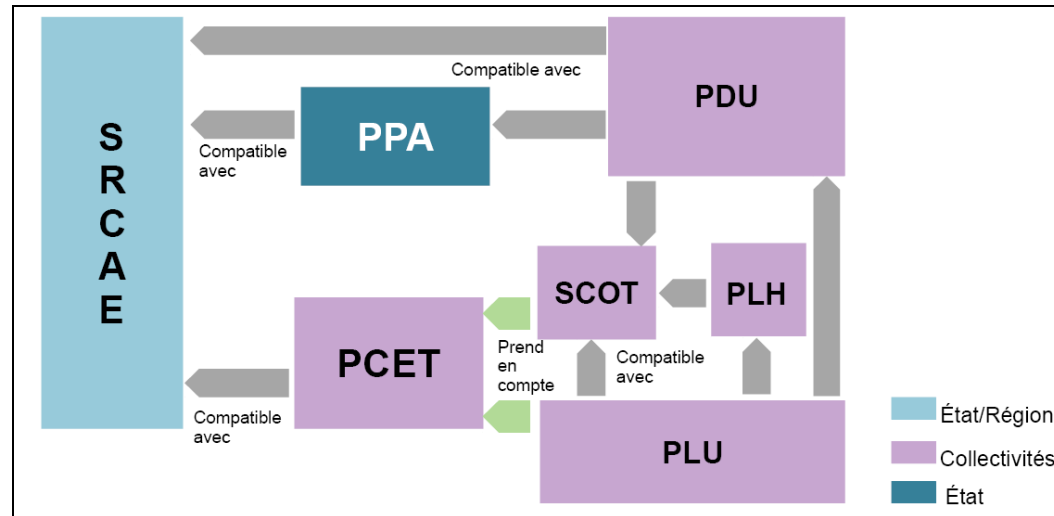 S
R
C
A
E
Compatible avec
PDU
PPA
Compatible
avec
SCOT
PLH
PCET
Prend
en
compte
Compatible
avec
Compatible
avec
PLU
État/Région
Collectivités
État